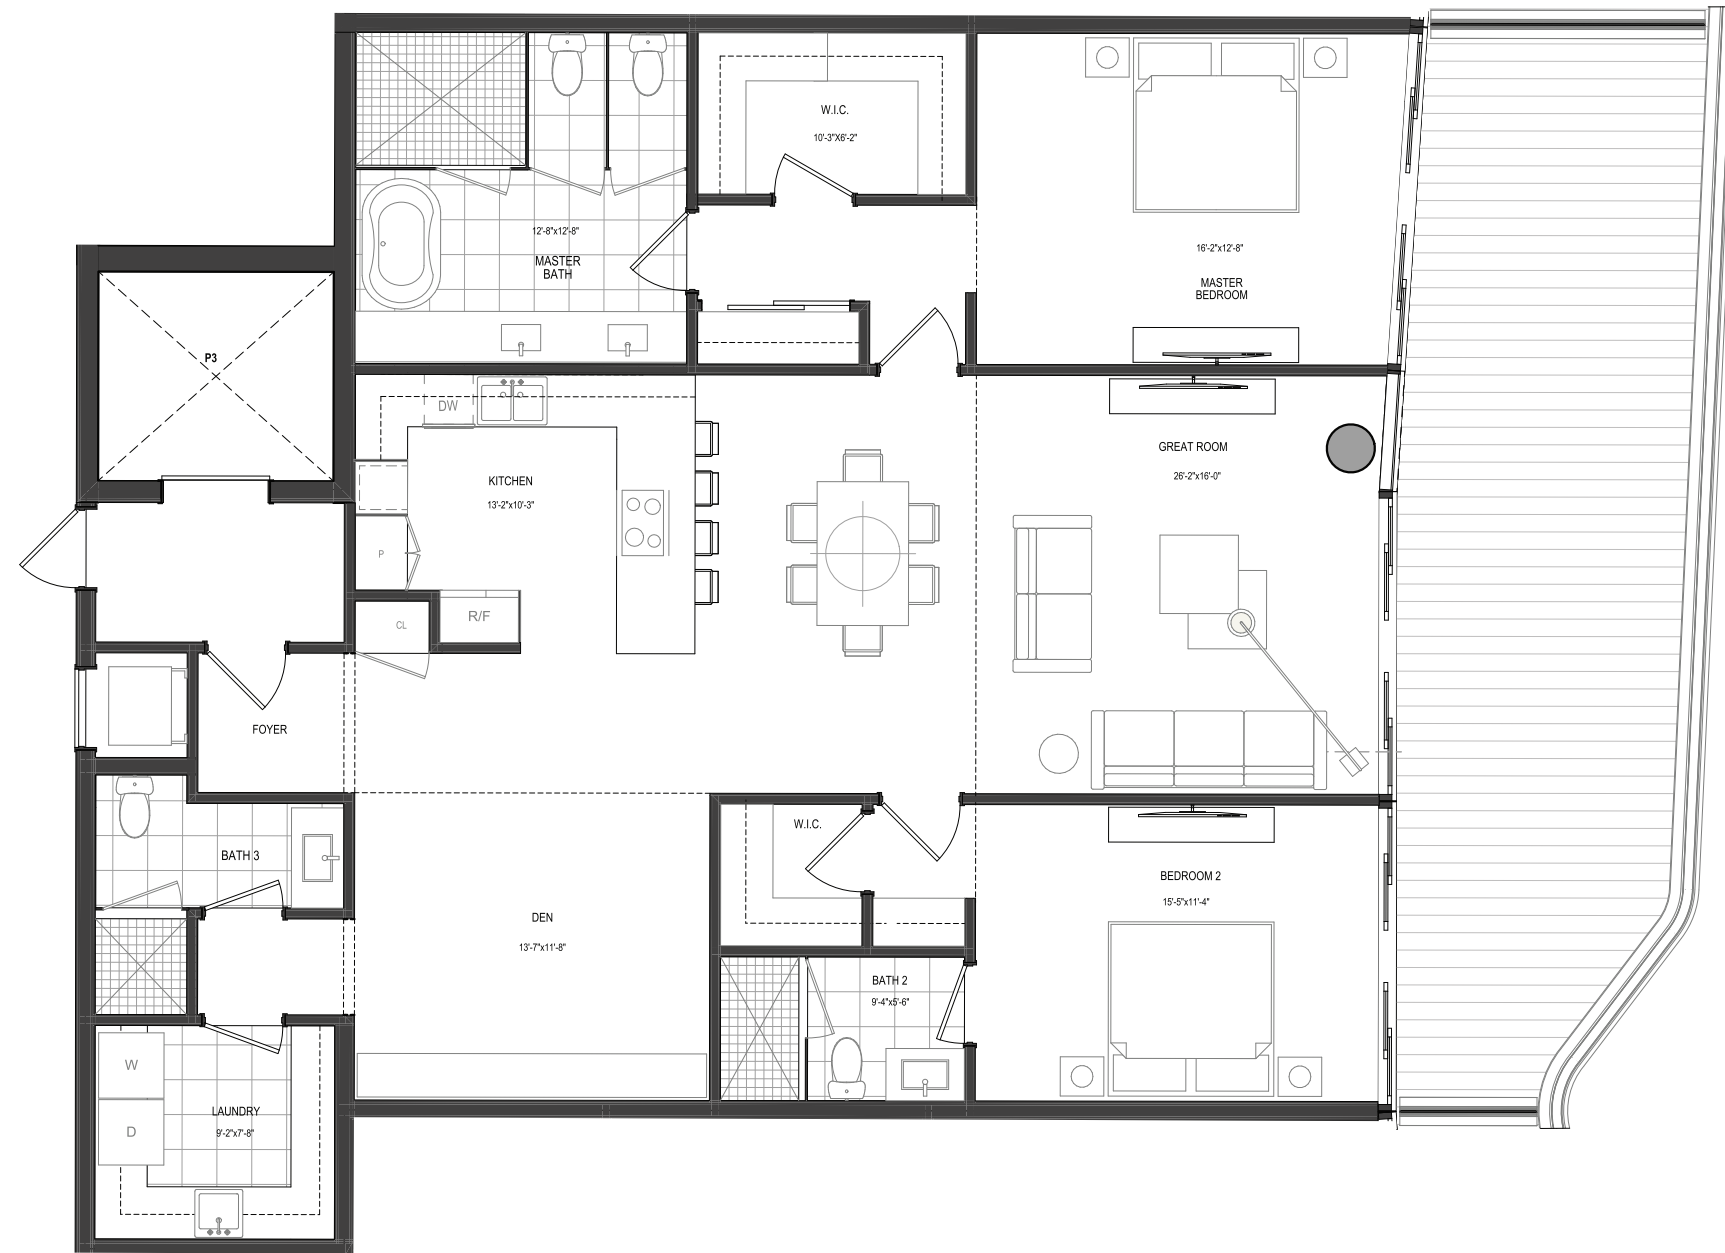 W.I.C.
10'-3"X6'-2"
12'-8"x12'-8"
MASTER
BATH
16'-2"x12'-8"
MASTER
BEDROOM
P3
DW
KITCHEN
13'-2"x10'-3"
GREAT ROOM
26'-2"x16'-0"
P
CL
R/F
FOYER
W.I.C.
BATH 3
BEDROOM 2
15'-5"x11'-4"
DEN
13'-7"x11'-8"
BATH 2
9'-4"x5'-6"
W
D
LAUNDRY
9'-2"x7'-8"